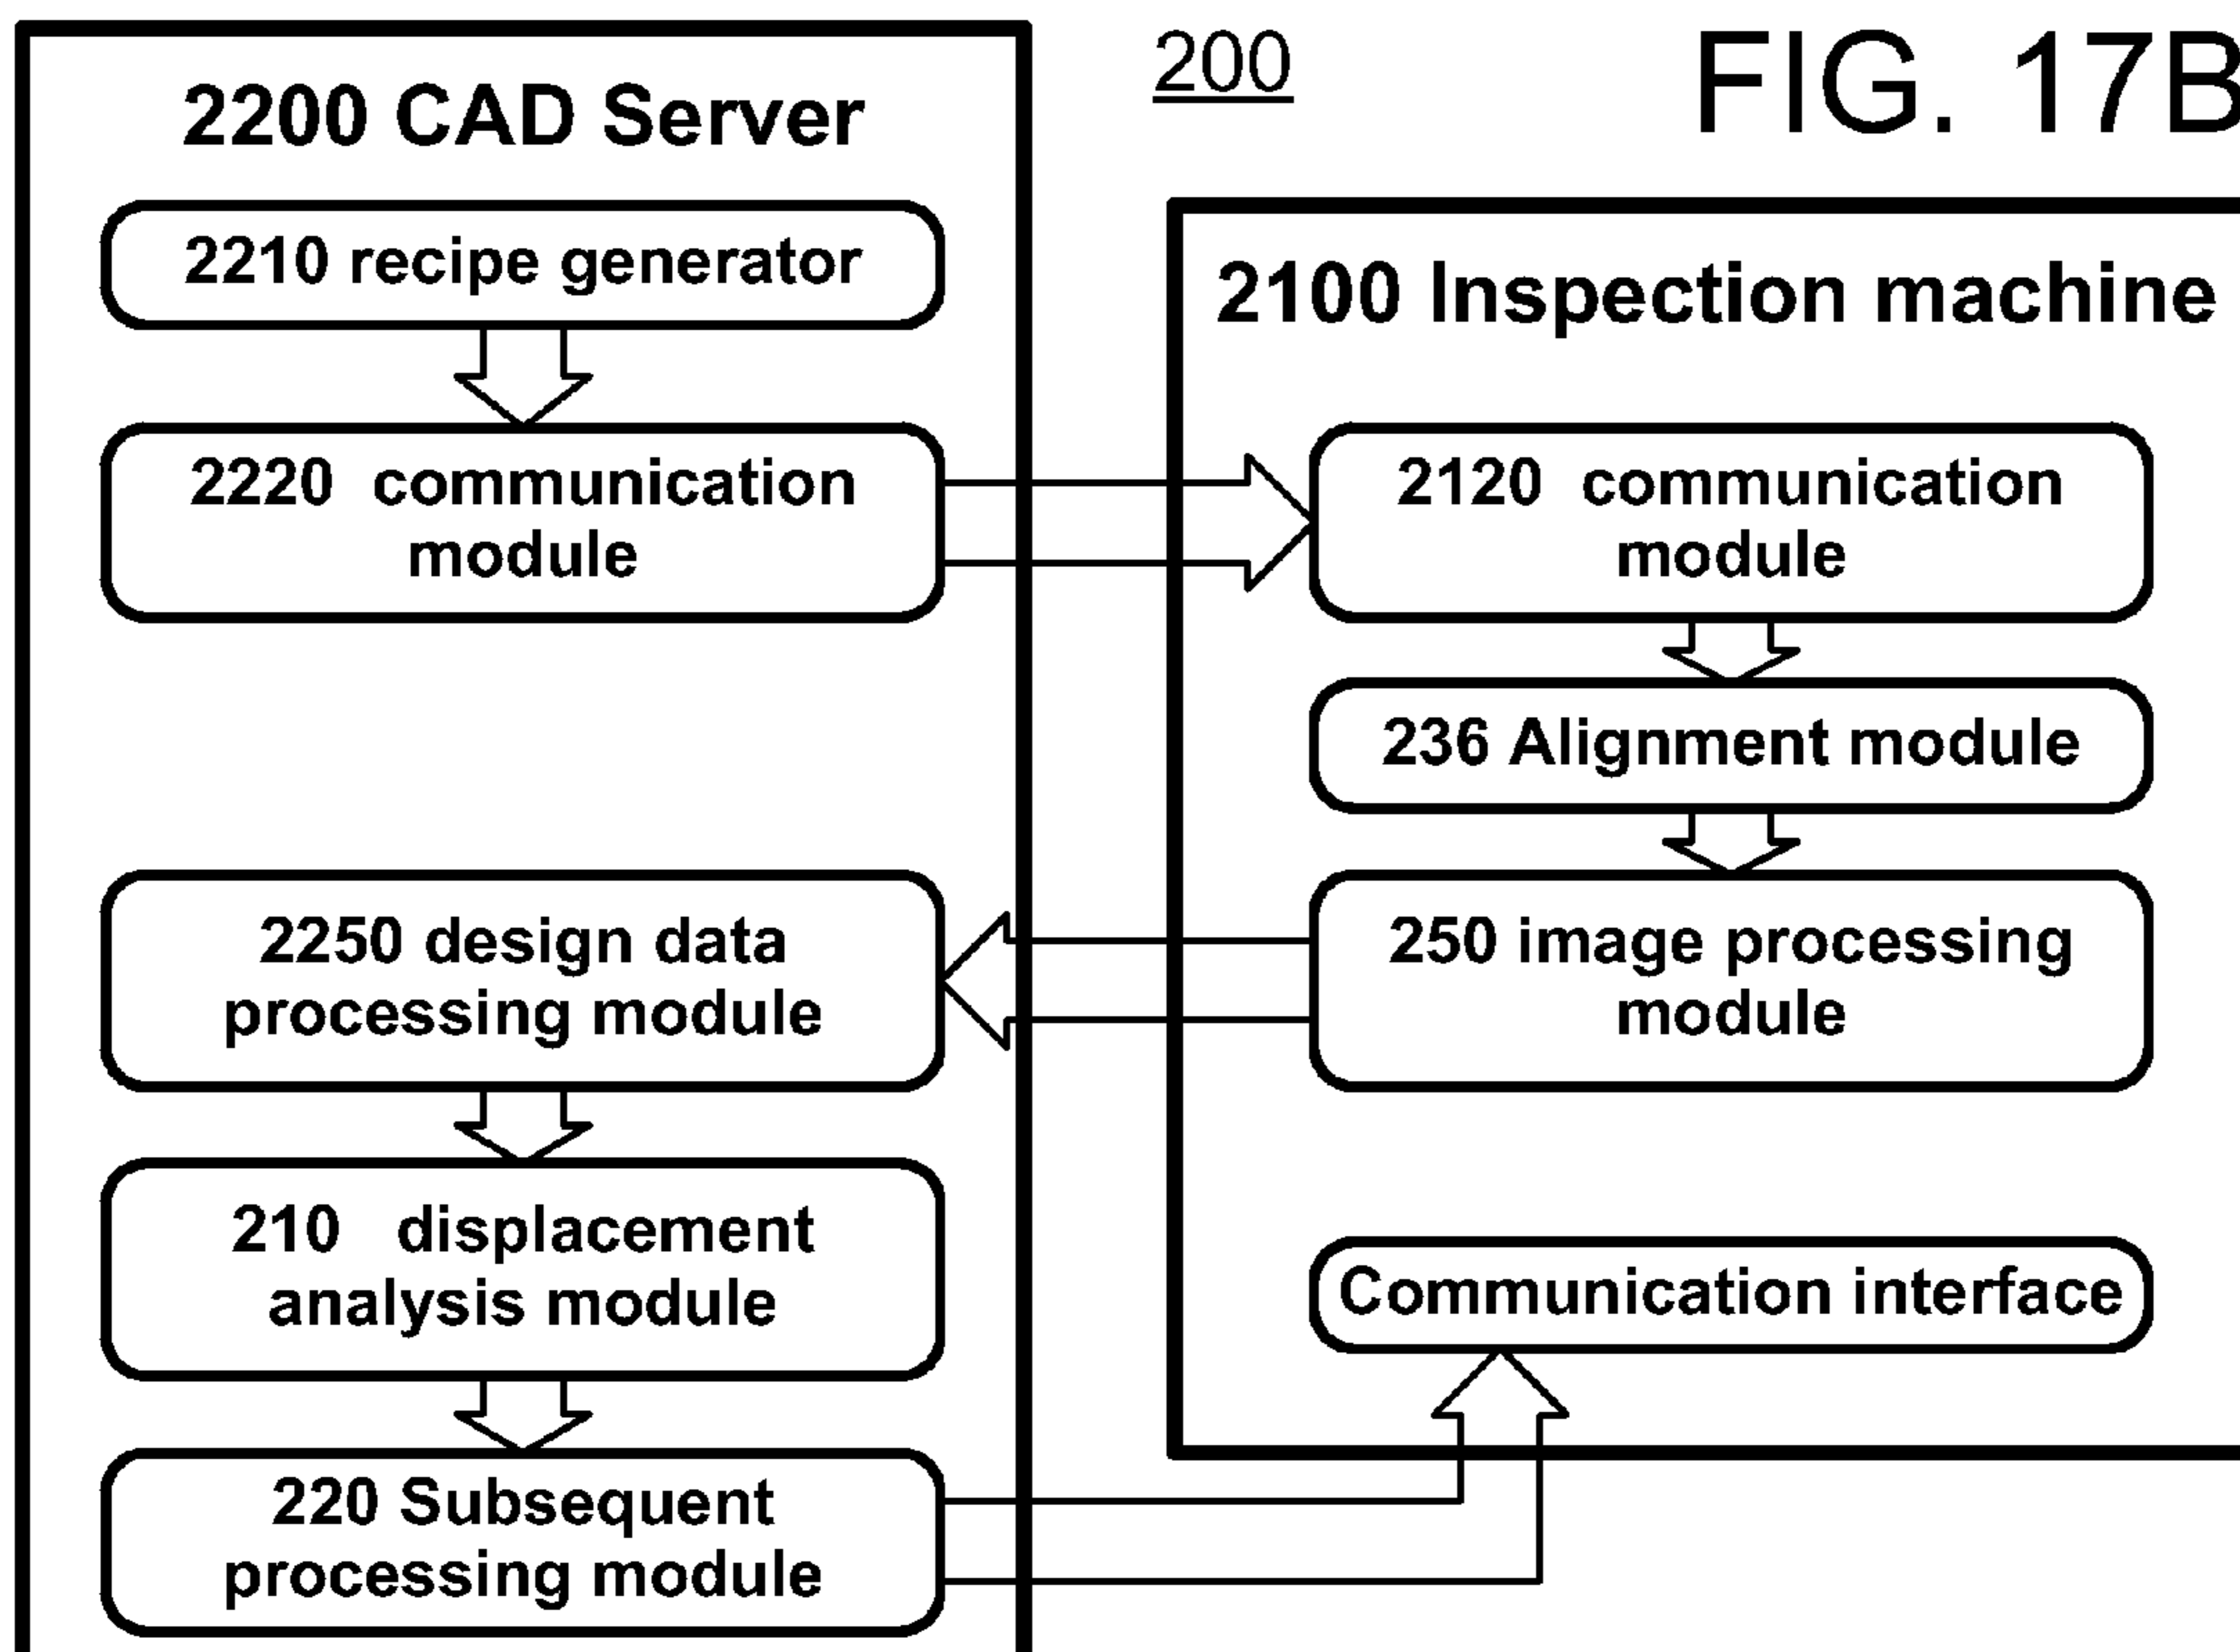 200
FIG. 17B
2200 CAD Server
2210 recipe generator
2220 communication
module
2250 design data
processing module
210 displacement
analysis module
220 Subsequent
processing module
2100 Inspection machine
2120 communication
module
236 Alignment module
250 image processing
module
Communication interface